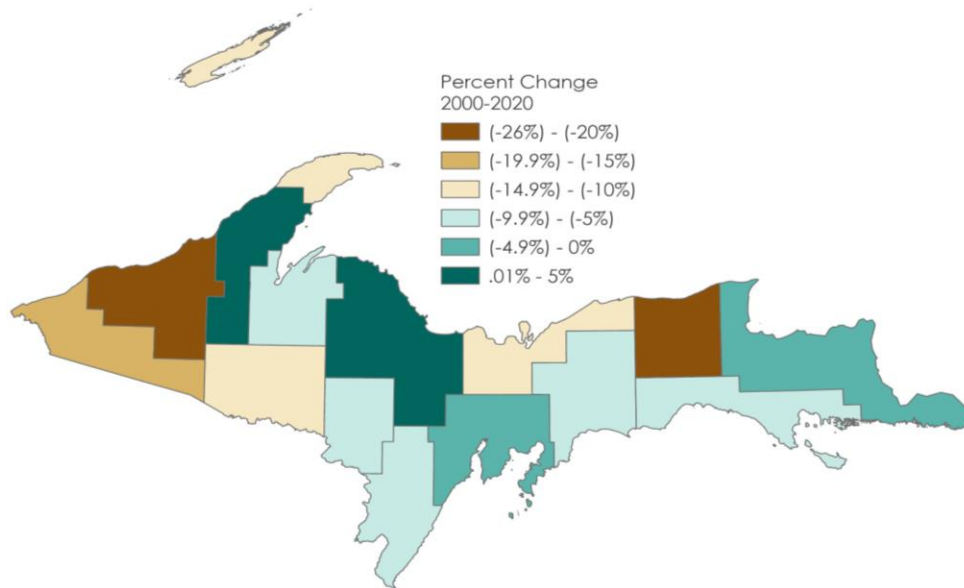 Percent Change
2000-2020
(-26%) - (-20%)
(-19.9%) - (-15%)
(-14.9%) - (-10%)
(-9.9%) - (-5%)
(-4.9%) - 0%
.01% - 5%